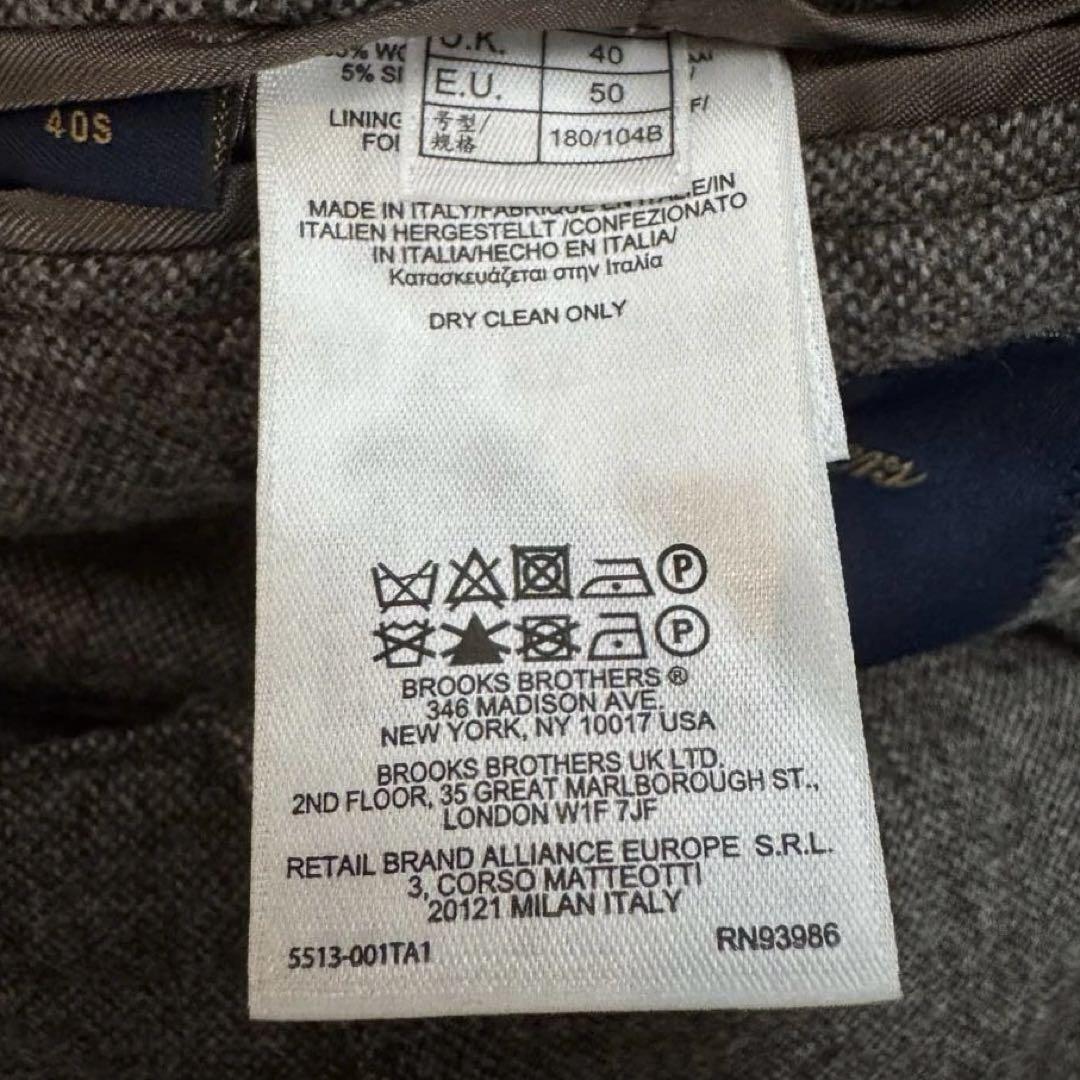 U.K. 40
5%
E.U. 50
LINING
号型/
规格
180/104B
40S
MADE IN ITALY/FABRIQUE EN ITALIE/IN
ITALIEN HERGESTELLT /CONFEZIONATO
IN ITALIA/HECHO EN ITALIA/
Κατασκευάζεται στην Ιταλία
DRY CLEAN ONLY
P
P
BROOKS BROTHERS ®
346 MADISON AVE.
NEW YORK, NY 10017 USA
BROOKS BROTHERS UK LTD.
2ND FLOOR, 35 GREAT MARLBOROUGH ST.,
LONDON W1F 7JF
RETAIL BRAND ALLIANCE EUROPE S.R.L.
3, CORSO MATTEOTTI
20121 MILAN ITALY
5513-001TA1
RN93986